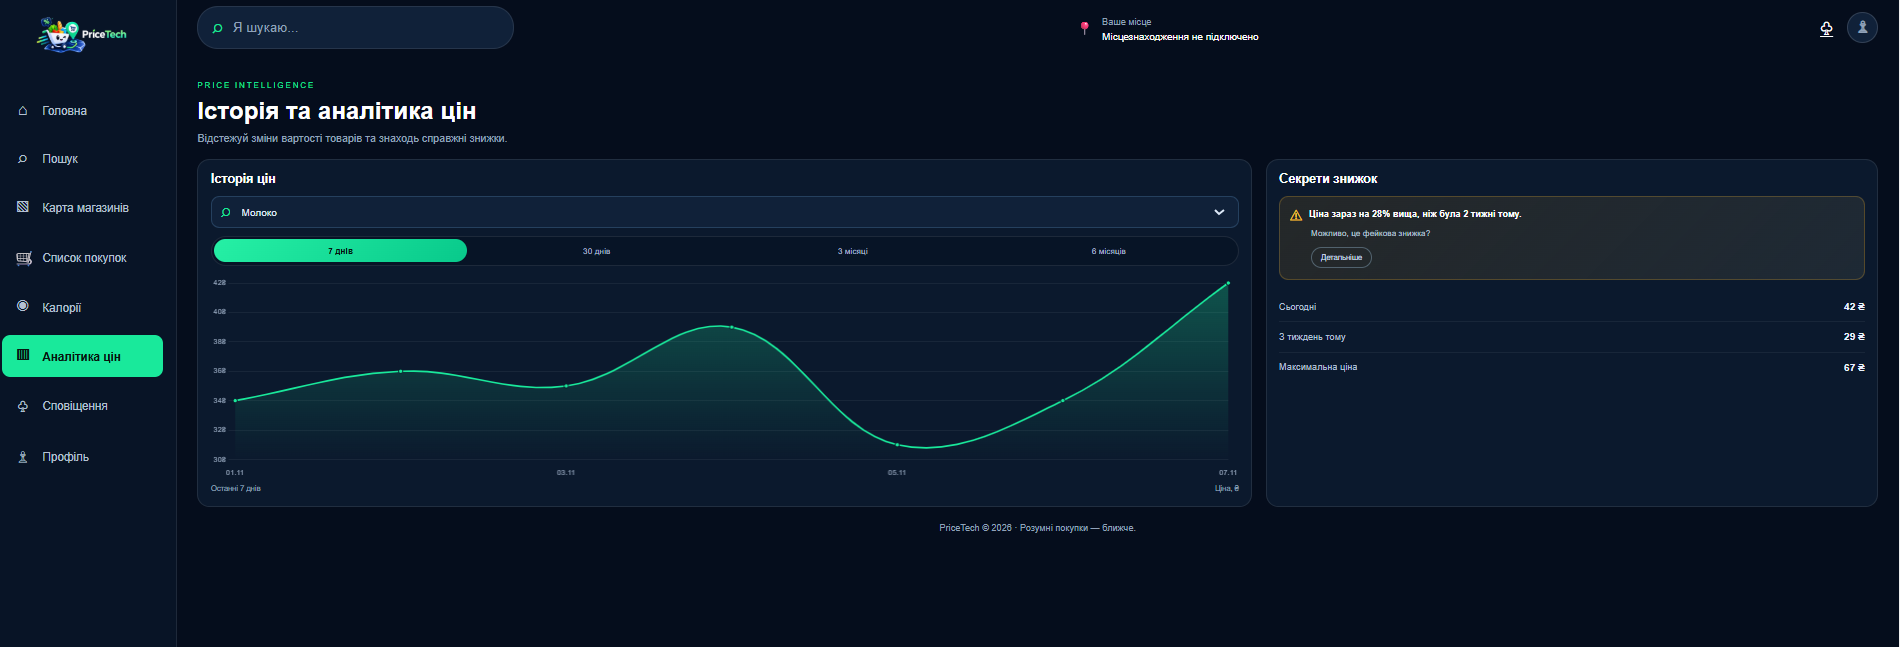 PriceTech
Я шукаю...
Ваше місце
Місцезнаходження не підключено
Головна
Пошук
Карта магазинів
Список покупок
Калорії
Аналітика цін
Сповіщення
Профіль
PRICE INTELLIGENCE
Історія та аналітика цін
Відстежуй зміни вартості товарів та знаходь справжні знижки.
Історія цін
Молоко
7 днів
30 днів
3 місяці
6 місяців
42₴
40₴
38₴
36₴
34₴
32₴
30₴
01.11
03.11
05.11
07.11
Останні 7 днів
Ціна, ₴
Секрети знижок
Ціна зараз на 28% вища, ніж була 2 тижні тому.
Можливо, це фейкова знижка?
Детальніше
Сьогодні
42 ₴
3 тиждень тому
29 ₴
Максимальна ціна
67 ₴
PriceTech © 2026 · Розумні покупки — ближче.